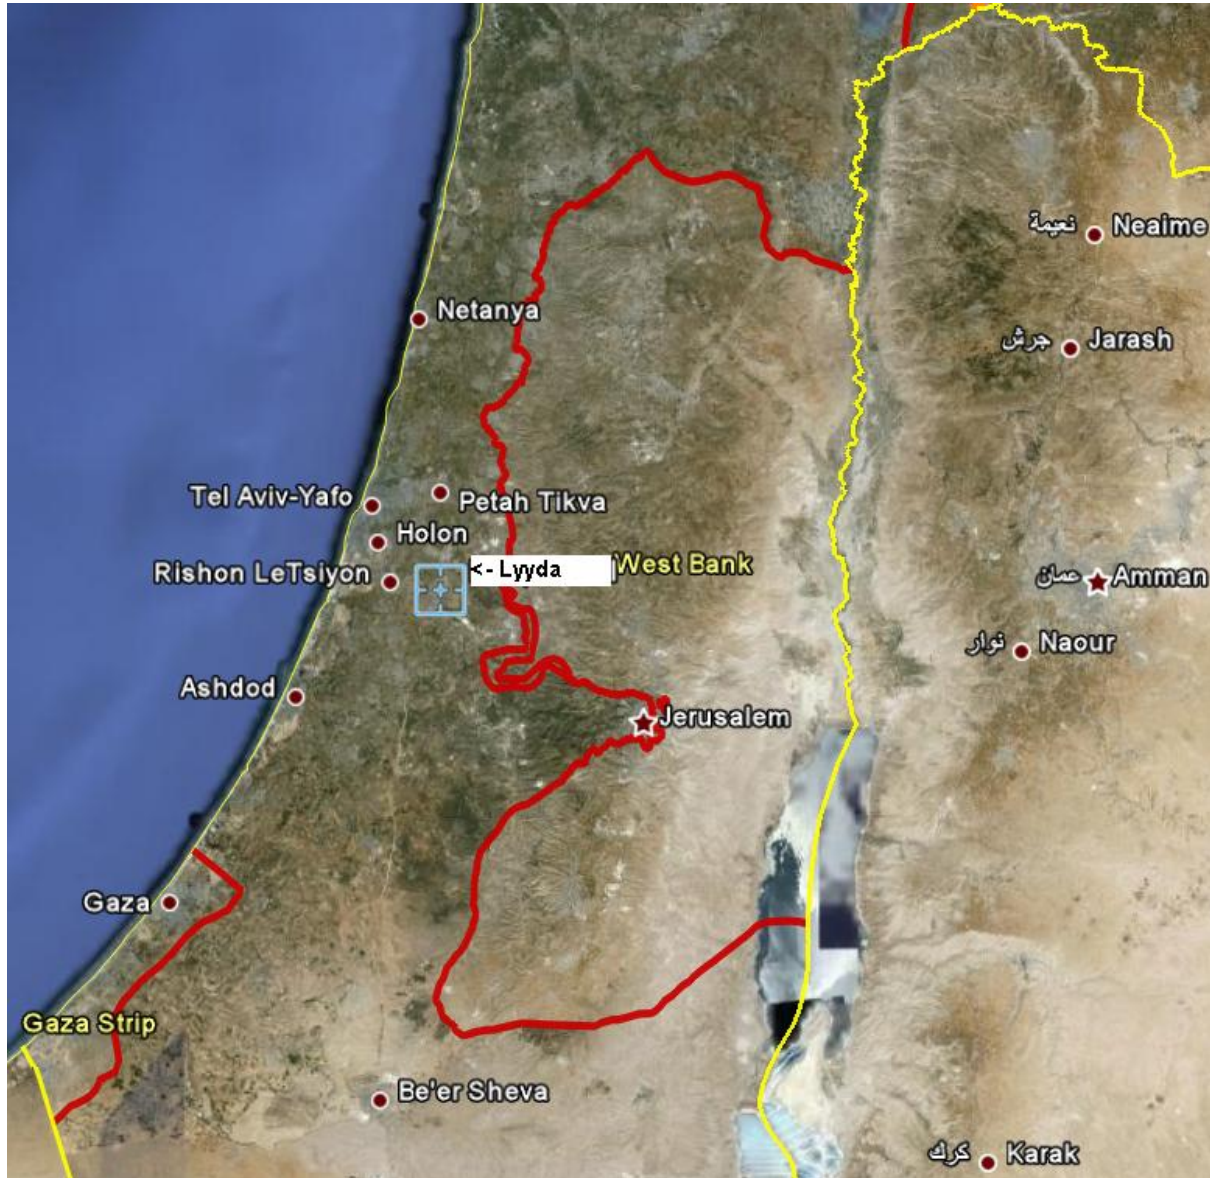 نعيمة Neaime
Netanya
جرش Jarash
Tel Aviv-Yafo
Petah Tikva
Holon
<- Lyyda
West Bank
Rishon LeTsiyon
عمان Amman
نوار Naour
Ashdod
Jerusalem
Gaza
Gaza Strip
Be'er Sheva
كرك Karak